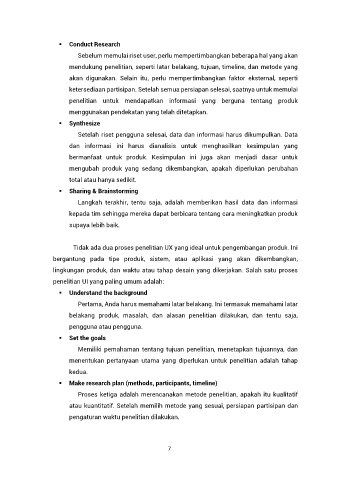 ▪ Conduct Research
Sebelum memulai riset user, perlu mempertimbangkan beberapa hal yang akan
mendukung penelitian, seperti latar belakang, tujuan, timeline, dan metode yang
akan digunakan. Selain itu, perlu mempertimbangkan faktor eksternal, seperti
ketersediaan partisipan. Setelah semua persiapan selesai, saatnya untuk memulai
penelitian untuk mendapatkan informasi yang berguna tentang produk
menggunakan pendekatan yang telah ditetapkan.
▪ Synthesize
Setelah riset pengguna selesai, data dan informasi harus dikumpulkan. Data
dan informasi ini harus dianalisis untuk menghasilkan kesimpulan yang
bermanfaat untuk produk. Kesimpulan ini juga akan menjadi dasar untuk
mengubah produk yang sedang dikembangkan, apakah diperlukan perubahan
total atau hanya sedikit.
▪ Sharing & Brainstorming
Langkah terakhir, tentu saja, adalah memberikan hasil data dan informasi
kepada tim sehingga mereka dapat berbicara tentang cara meningkatkan produk
supaya lebih baik.
Tidak ada dua proses penelitian UX yang ideal untuk pengembangan produk. Ini
bergantung pada tipe produk, sistem, atau aplikasi yang akan dikembangkan,
lingkungan produk, dan waktu atau tahap desain yang dikerjakan. Salah satu proses
penelitian UI yang paling umum adalah:
▪ Understand the background
Pertama, Anda harus memahami latar belakang. Ini termasuk memahami latar
belakang produk, masalah, dan alasan penelitian dilakukan, dan tentu saja,
pengguna atau pengguna.
▪ Set the goals
Memiliki pemahaman tentang tujuan penelitian, menetapkan tujuannya, dan
menentukan pertanyaan utama yang diperlukan untuk penelitian adalah tahap
kedua.
▪ Make research plan (methods, participants, timeline)
Proses ketiga adalah merencanakan metode penelitian, apakah itu kualitatif
atau kuantitatif. Setelah memilih metode yang sesuai, persiapan partisipan dan
pengaturan waktu penelitian dilakukan.
7